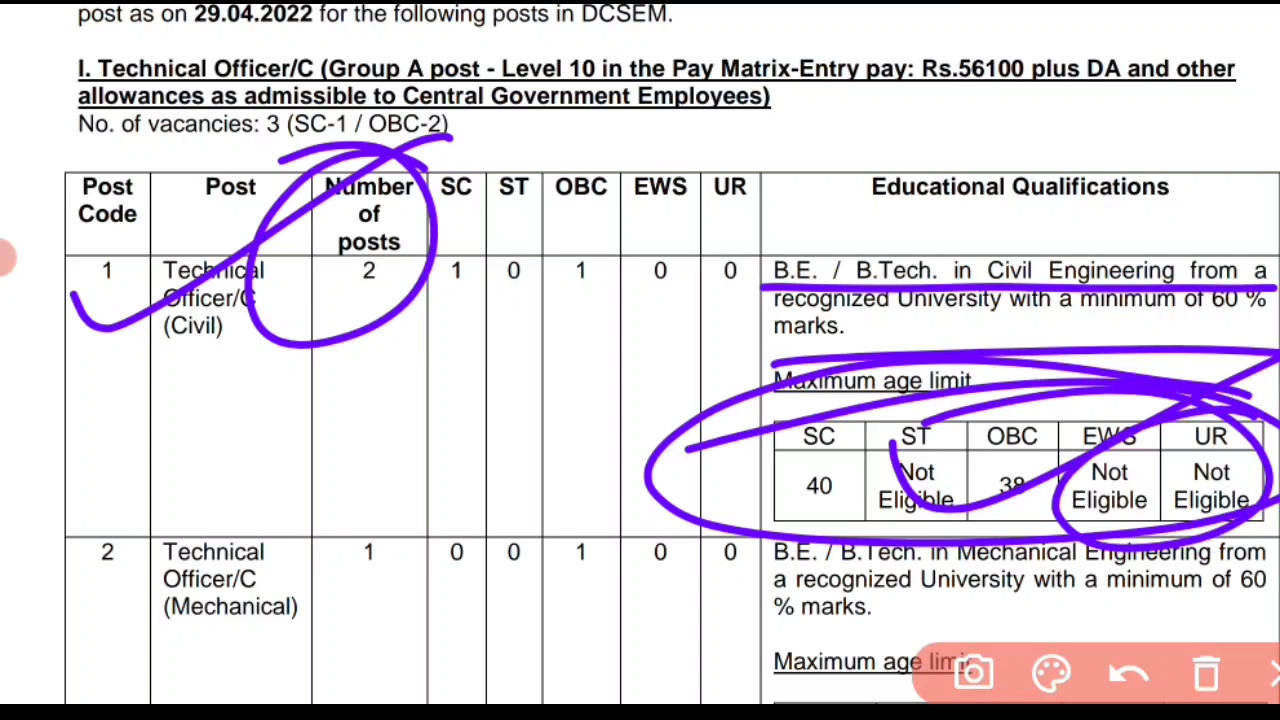 post as on 29.04.2022 for the following posts in DCSEM.
I. Technical Officer/C (Group A post - Level 10 in the Pay Matrix-Entry pay: Rs.56100 plus DA and other
allowances as admissible to Central Government Employees)
No. of vacancies: 3 (SC-1 / OBC-2)
Post Code Post Number of posts SC ST OBC EWS UR Educational Qualifications
1 Technical Officer/C (Civil) 2 1 0 1 0 0 B.E. / B.Tech. in Civil Engineering from a
recognized University with a minimum of 60 %
marks.
Maximum age limit
SC ST OBC EWS UR
40 Not Eligible 38 Not Eligible Not Eligible
2 Technical Officer/C (Mechanical) 1 0 0 1 0 0 B.E. / B.Tech. in Mechanical Engineering from
a recognized University with a minimum of 60
% marks.
Maximum age limit